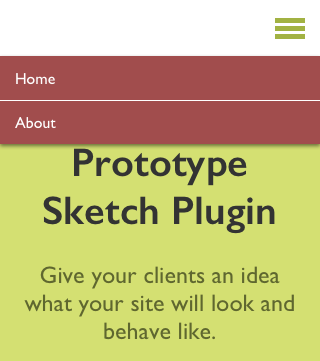 Home
About
Prototype
Sketch Plugin
Give your clients an idea
what your site will look and
behave like.